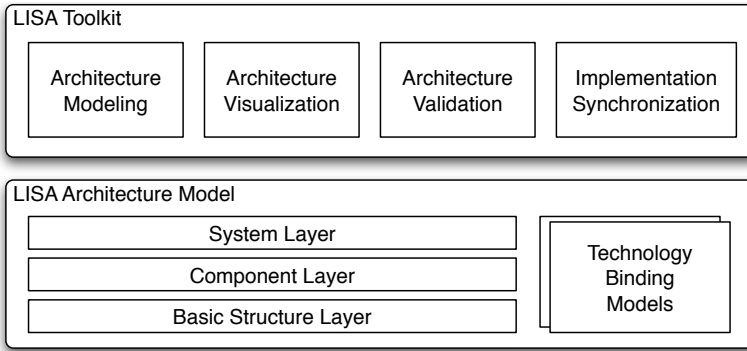 LISA Toolkit
Architecture
Modeling
Architecture
Visualization
Architecture
Validation
Implementation
Synchronization
LISA Architecture Model
System Layer
Component Layer
Basic Structure Layer
Technology
Binding
Models